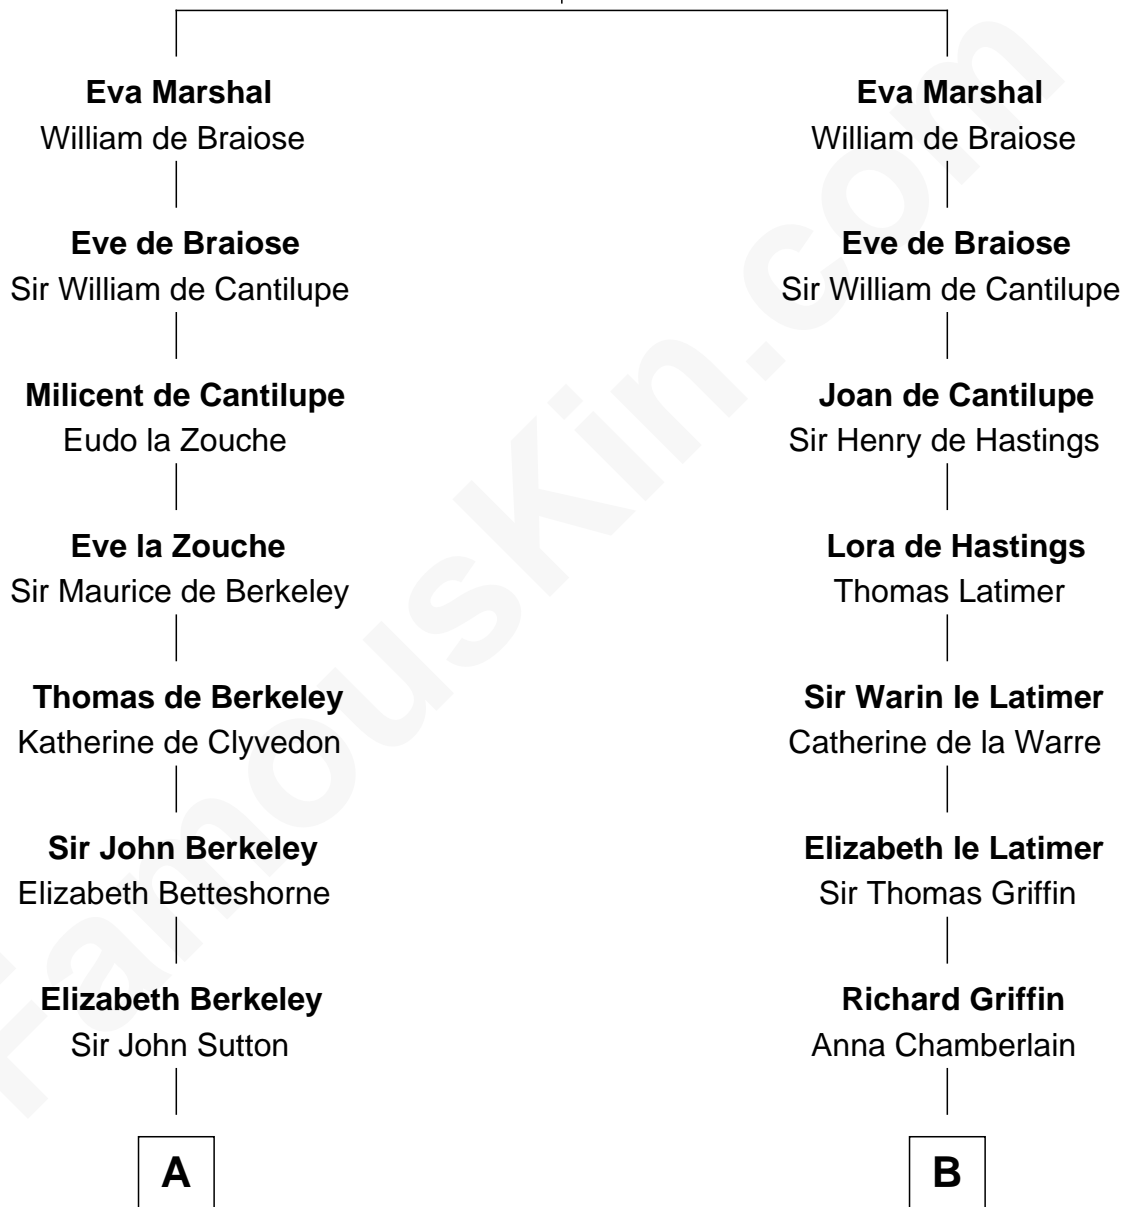 Eva Marshal
William de Braiose
Eve de Braiose
Sir William de Cantilupe
Milicent de Cantilupe
Eudo la Zouche
Eve la Zouche
Sir Maurice de Berkeley
Thomas de Berkeley
Katherine de Clyvedon
Sir John Berkeley
Elizabeth Betteshorne
Elizabeth Berkeley
Sir John Sutton
A
Eva Marshal
William de Braiose
Eve de Braiose
Sir William de Cantilupe
Joan de Cantilupe
Sir Henry de Hastings
Lora de Hastings
Thomas Latimer
Sir Warin le Latimer
Catherine de la Warre
Elizabeth le Latimer
Sir Thomas Griffin
Richard Griffin
Anna Chamberlain
B
FamousKin.com